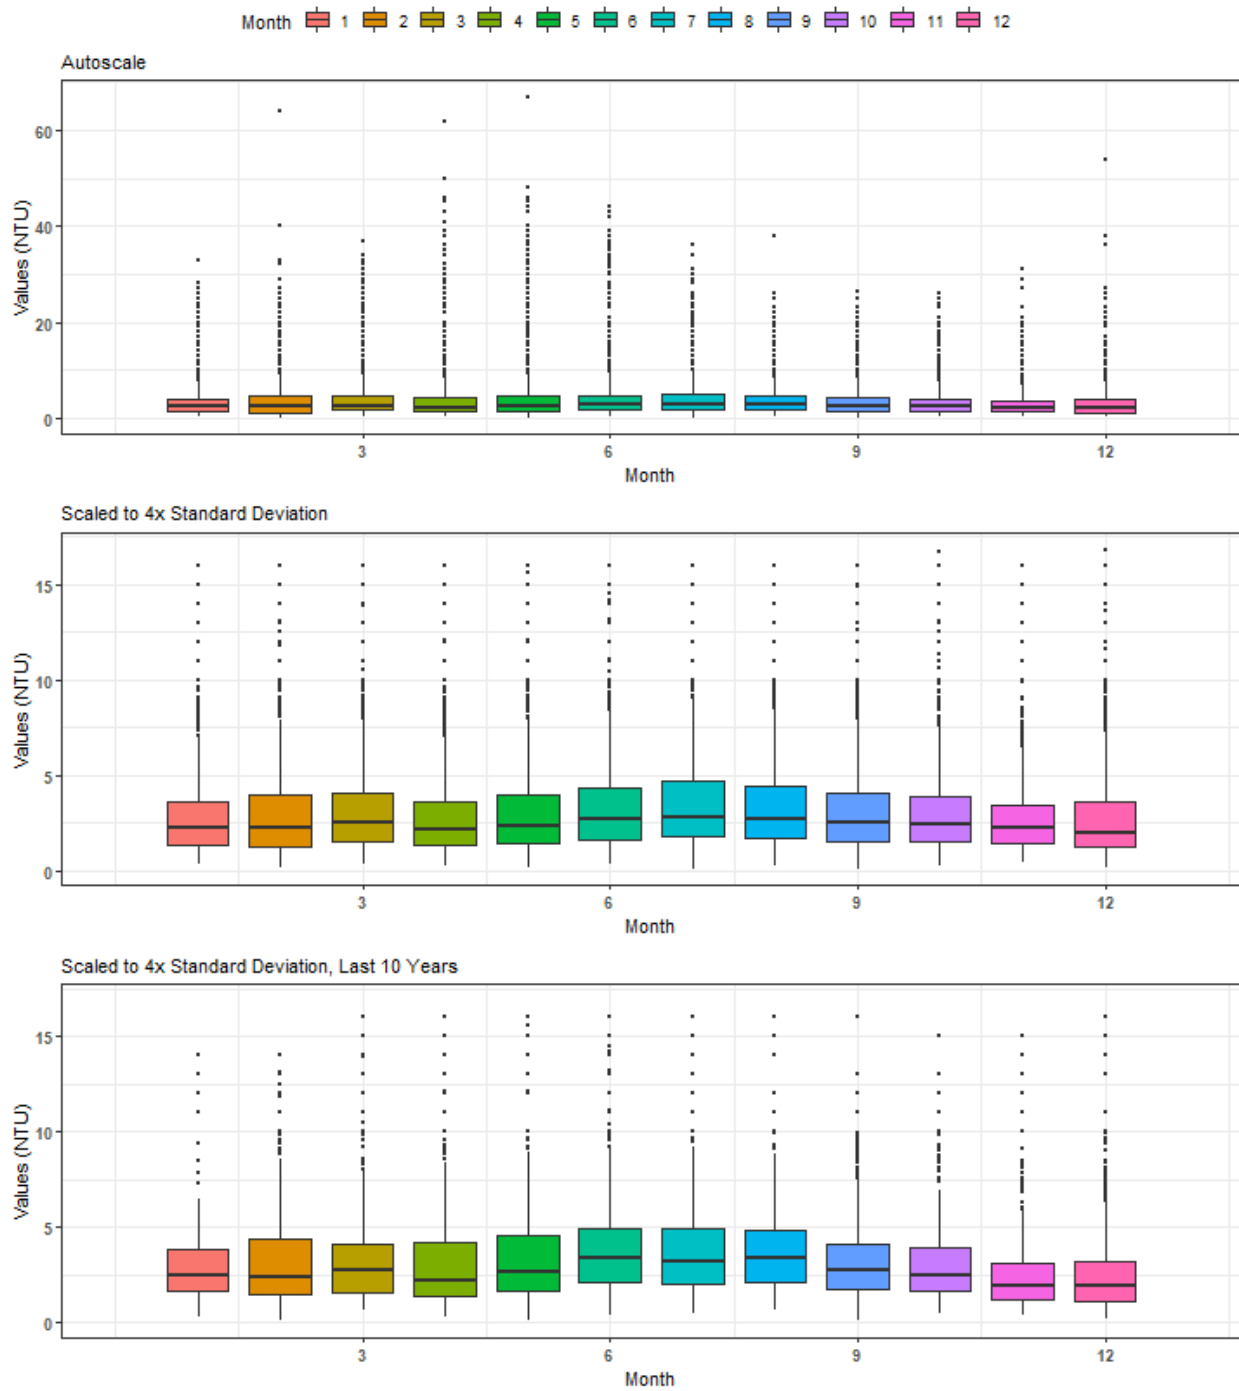 Month 1 2 3 4 5 6 7 8 9 10 11 12
Autoscale
Values (NTU)
60
40
20
0
3 6 9 12
Month
Scaled to 4x Standard Deviation
Values (NTU)
15
10
5
0
3 6 9 12
Month
Scaled to 4x Standard Deviation, Last 10 Years
Values (NTU)
15
10
5
0
3 6 9 12
Month